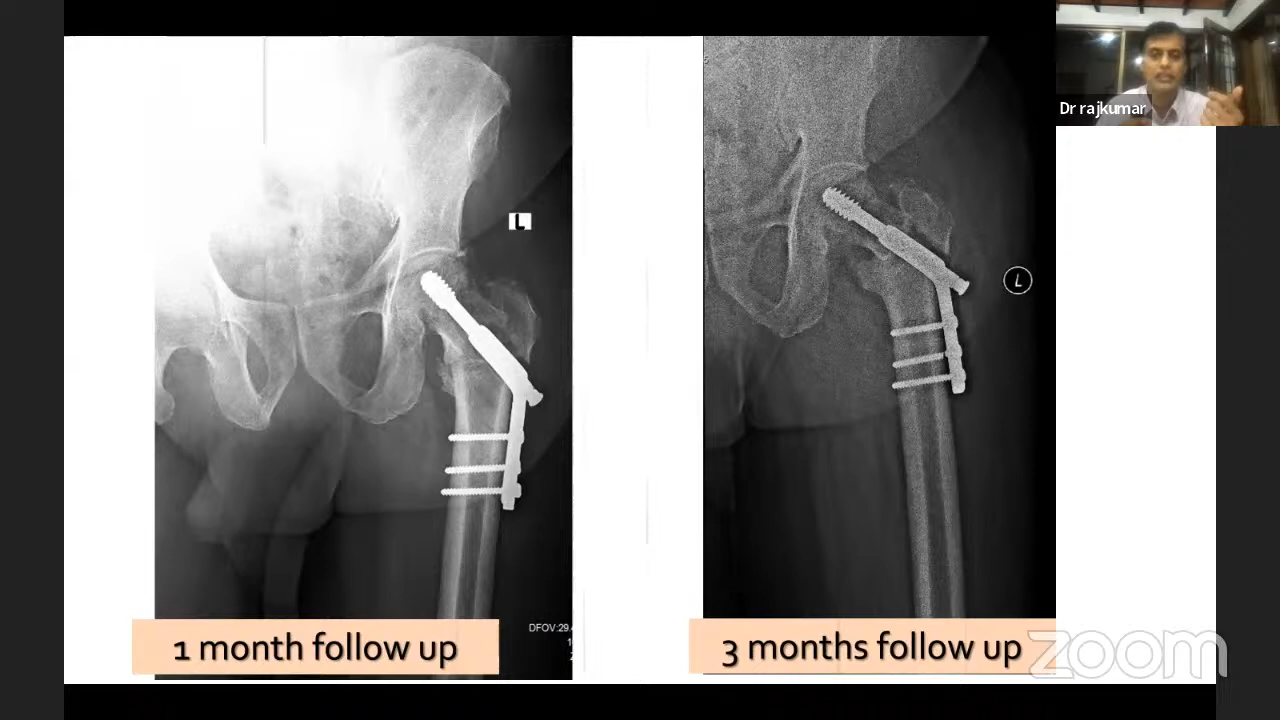 Dr rajkumar
L
L
DFOV:29.
1 month follow up
3 months follow up
zoom